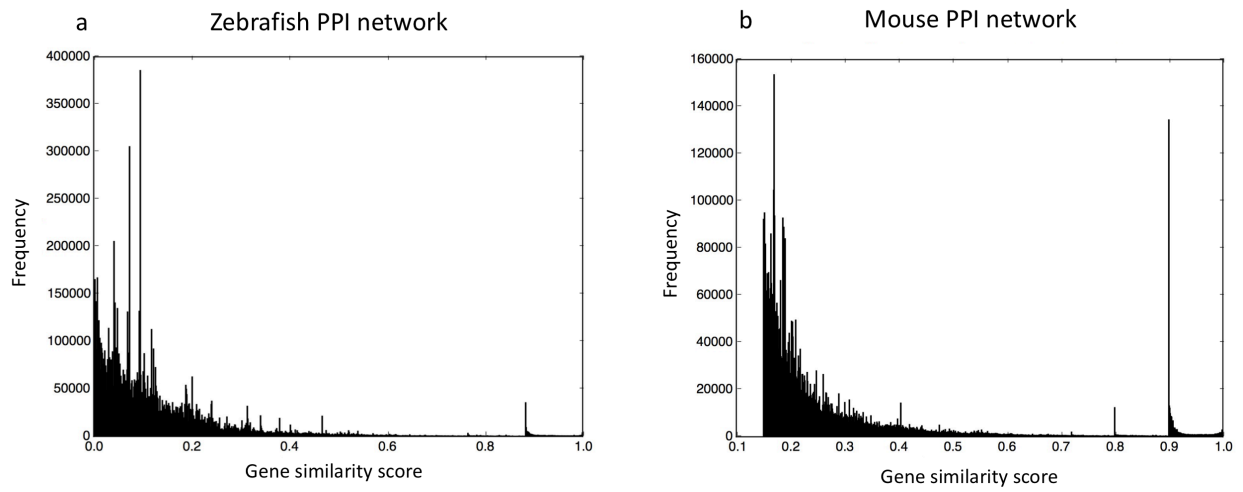 a
Zebrafish PPI network
400000
350000
300000
250000
200000
150000
100000
50000
0
Frequency
0.0 0.2 0.4 0.6 0.8 1.0
Gene similarity score
b
Mouse PPI network
160000
140000
120000
100000
80000
60000
40000
20000
0
Frequency
0.1 0.2 0.3 0.4 0.5 0.6 0.7 0.8 0.9 1.0
Gene similarity score